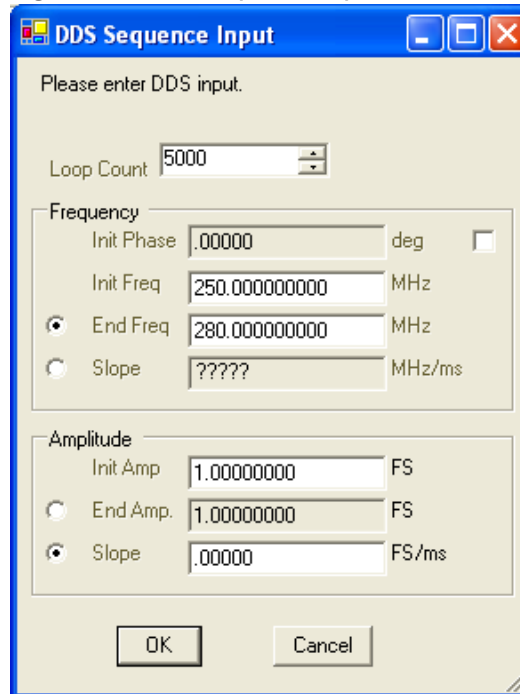 DDS Sequence Input
Please enter DDS input.
Loop Count 5000
Frequency
Init Phase .00000 deg
Init Freq 250.000000000 MHz
End Freq 280.000000000 MHz
Slope ????? MHz/ms
Amplitude
Init Amp 1.00000000 FS
End Amp. 1.00000000 FS
Slope .00000 FS/ms
OK Cancel